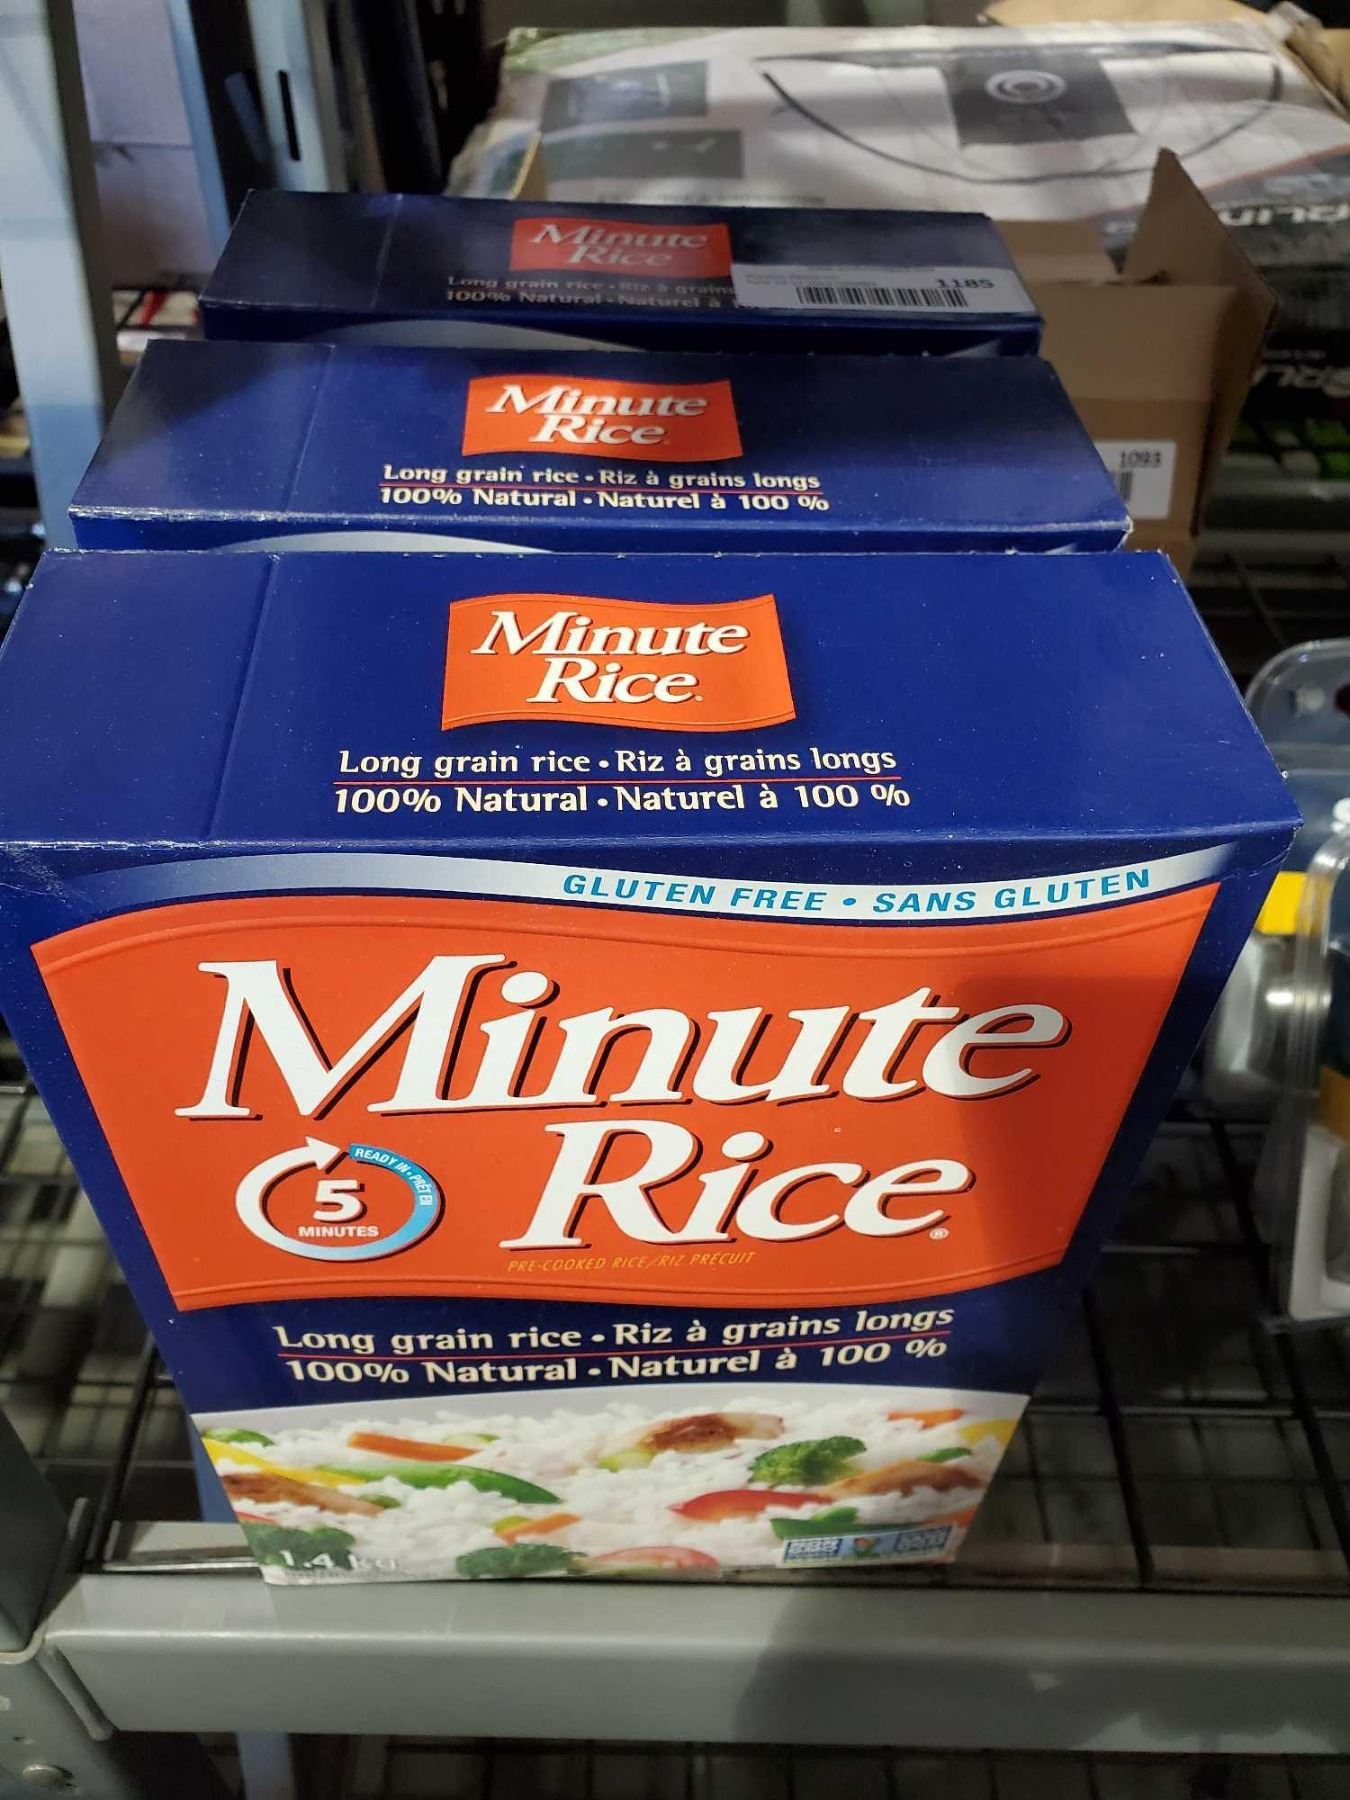 Minute
Rice
Long grain rice • Riz à grains
100% Natural • Naturel à
1185
Minute
Rice
Long grain rice • Riz à grains longs
100% Natural • Naturel à 100 %
1093
Minute
Rice
Long grain rice • Riz à grains longs
100% Natural • Naturel à 100 %
GLUTEN FREE • SANS GLUTEN
Minute
Rice®
READY IN • PRÊT EN
5
MINUTES
PRE-COOKED RICE/RIZ PRÉCUIT
Long grain rice • Riz à grains longs
100% Natural • Naturel à 100 %
1.4 kg